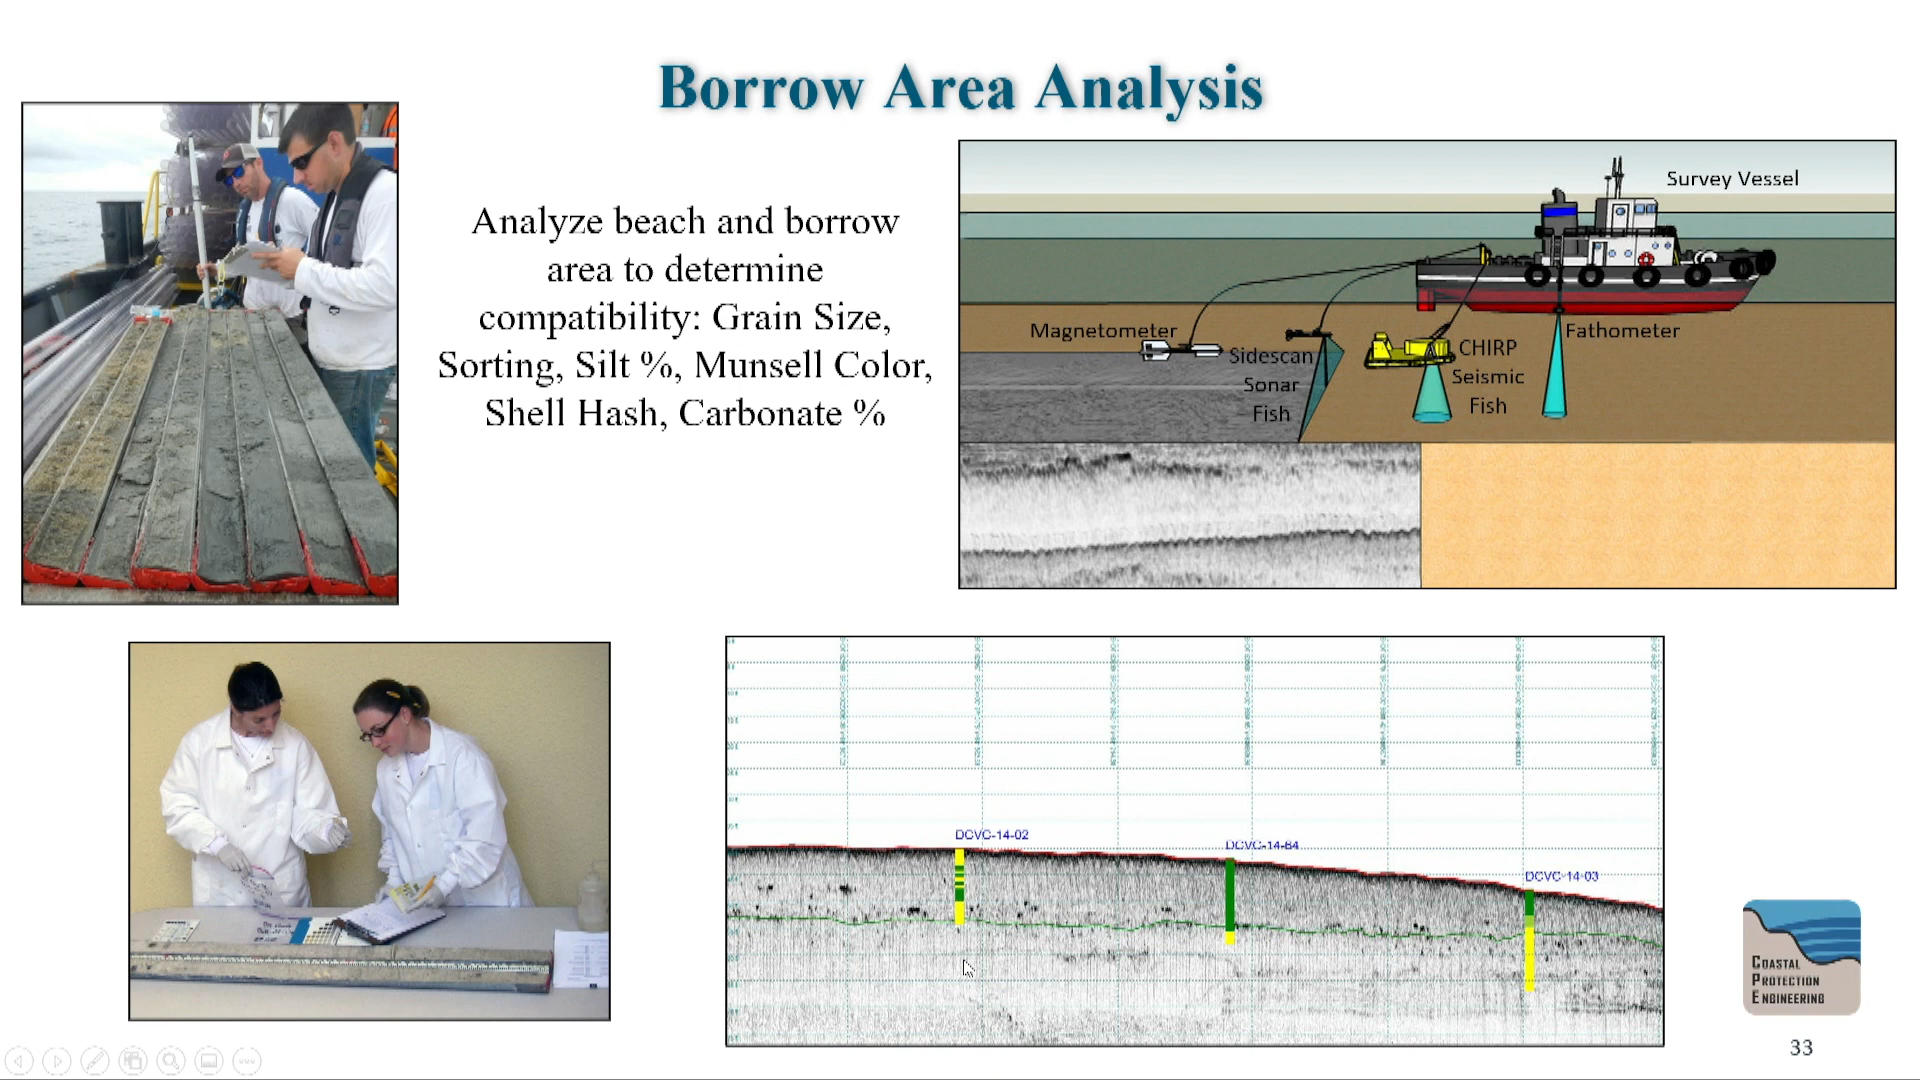 Borrow Area Analysis
Analyze beach and borrow
area to determine
compatibility: Grain Size,
Sorting, Silt %, Munsell Color,
Shell Hash, Carbonate %
Survey Vessel
Magnetometer
Sidescan
Sonar
Fish
CHIRP
Seismic
Fish
Fathometer
DCVC-14-02
DCVC-14-64
DCVC-14-03
COASTAL
PROTECTION
ENGINEERING
33